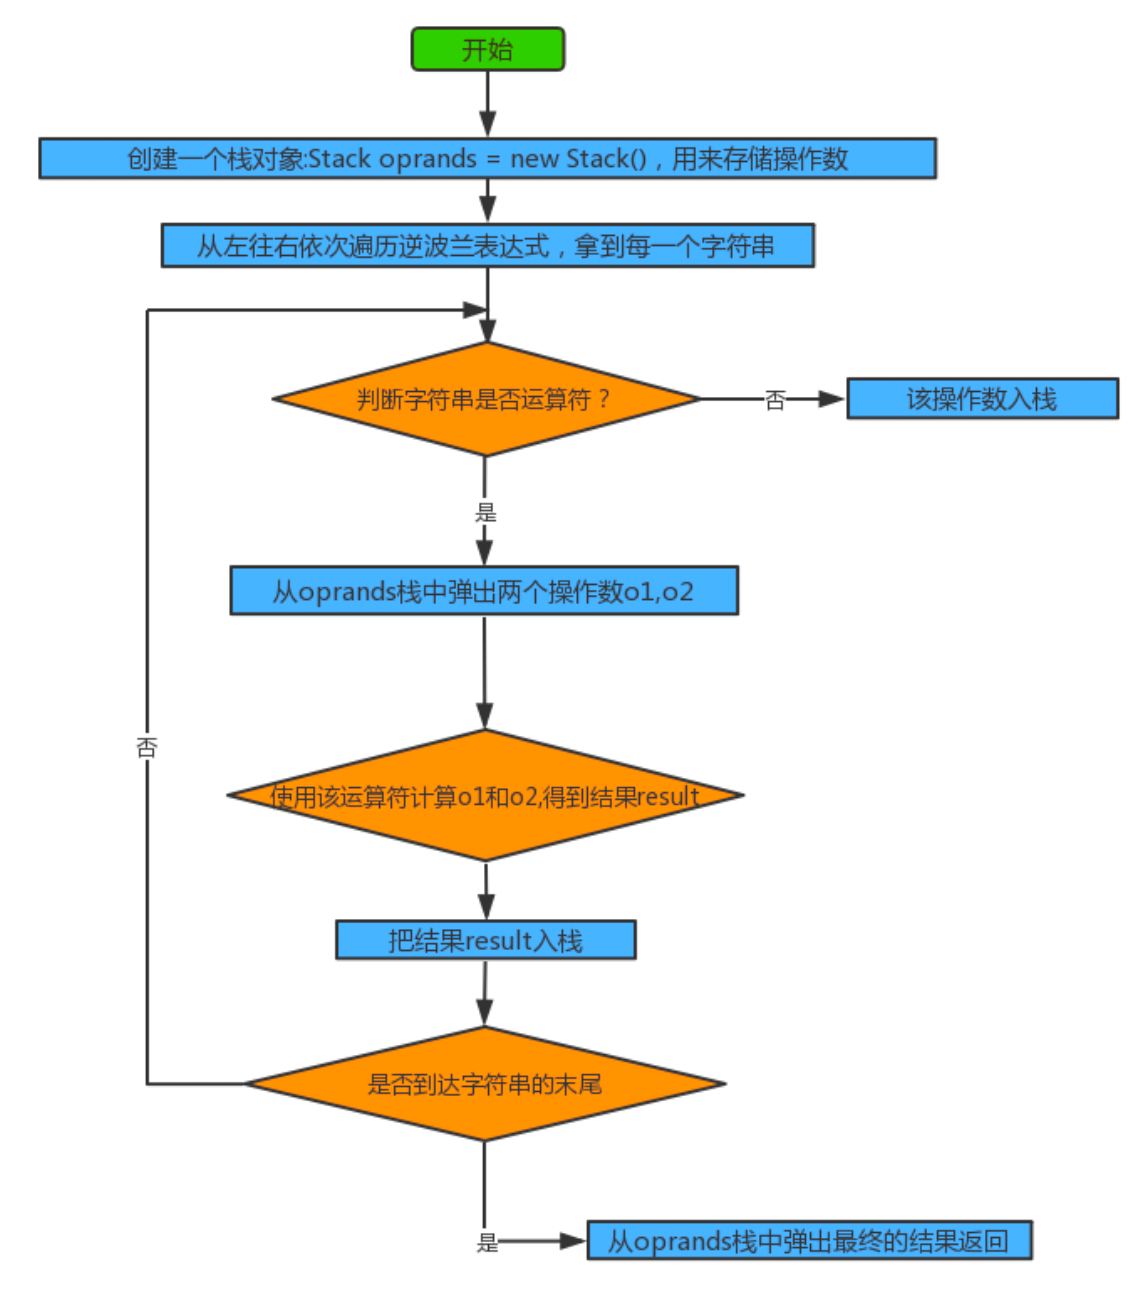 开始
创建一个栈对象:Stack oprands = new Stack()，用来存储操作数
从左往右依次遍历逆波兰表达式，拿到每一个字符串
判断字符串是否运算符？
否
该操作数入栈
是
从oprands栈中弹出两个操作数o1,o2
否
使用该运算符计算o1和o2,得到结果result
把结果result入栈
是否到达字符串的末尾
是
从oprands栈中弹出最终的结果返回